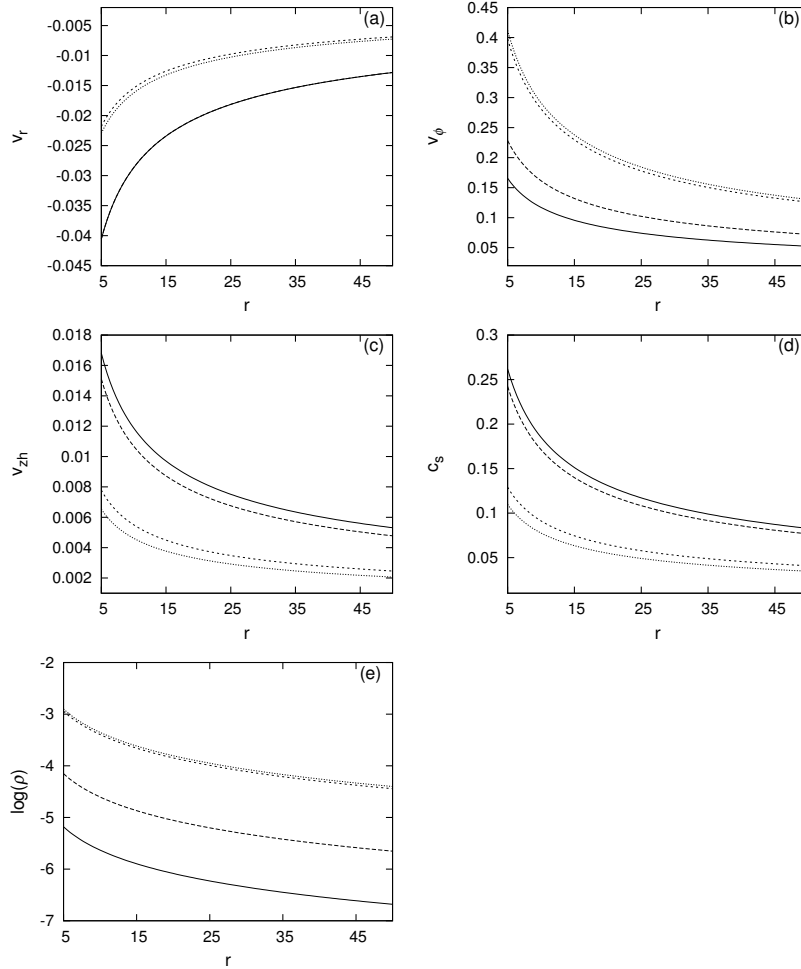 (a)
-0.005
-0.01
-0.015
-0.02
-0.025
-0.03
-0.035
-0.04
-0.045
v_r
5 15 25 35 45
r
(b)
0.45
0.4
0.35
0.3
0.25
0.2
0.15
0.1
0.05
v_ϕ
5 15 25 35 45
r
(c)
0.018
0.016
0.014
0.012
0.01
0.008
0.006
0.004
0.002
v_zh
5 15 25 35 45
r
(d)
0.3
0.25
0.2
0.15
0.1
0.05
c_s
5 15 25 35 45
r
(e)
-2
-3
-4
-5
-6
-7
log(ρ)
5 15 25 35 45
r